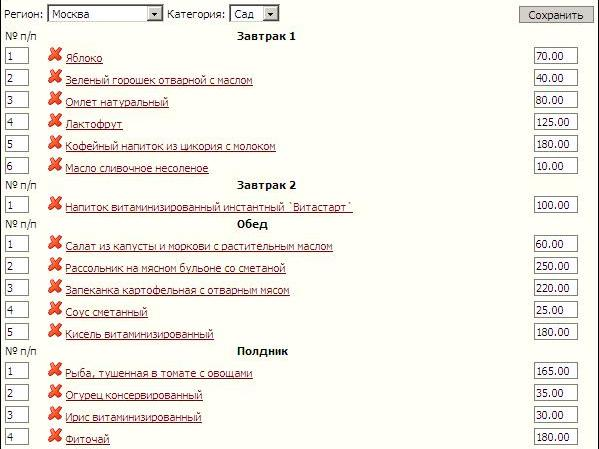 Регион: Москва Категория: Сад Сохранить
№ п/п Завтрак 1
1 Яблоко 70.00
2 Зеленый горошек отварной с маслом 40.00
3 Омлет натуральный 80.00
4 Лактофрут 125.00
5 Кофейный напиток из цикория с молоком 180.00
6 Масло сливочное несоленое 10.00
№ п/п Завтрак 2
1 Напиток витаминизированный инстантный `Витастарт` 100.00
№ п/п Обед
1 Салат из капусты и моркови с растительным маслом 60.00
2 Рассольник на мясном бульоне со сметаной 250.00
3 Запеканка картофельная с отварным мясом 220.00
4 Соус сметанный 25.00
5 Кисель витаминизированный 180.00
№ п/п Полдник
1 Рыба, тушенная в томате с овощами 165.00
2 Огурец консервированный 35.00
3 Ирис витаминизированный 30.00
4 Фиточай 180.00